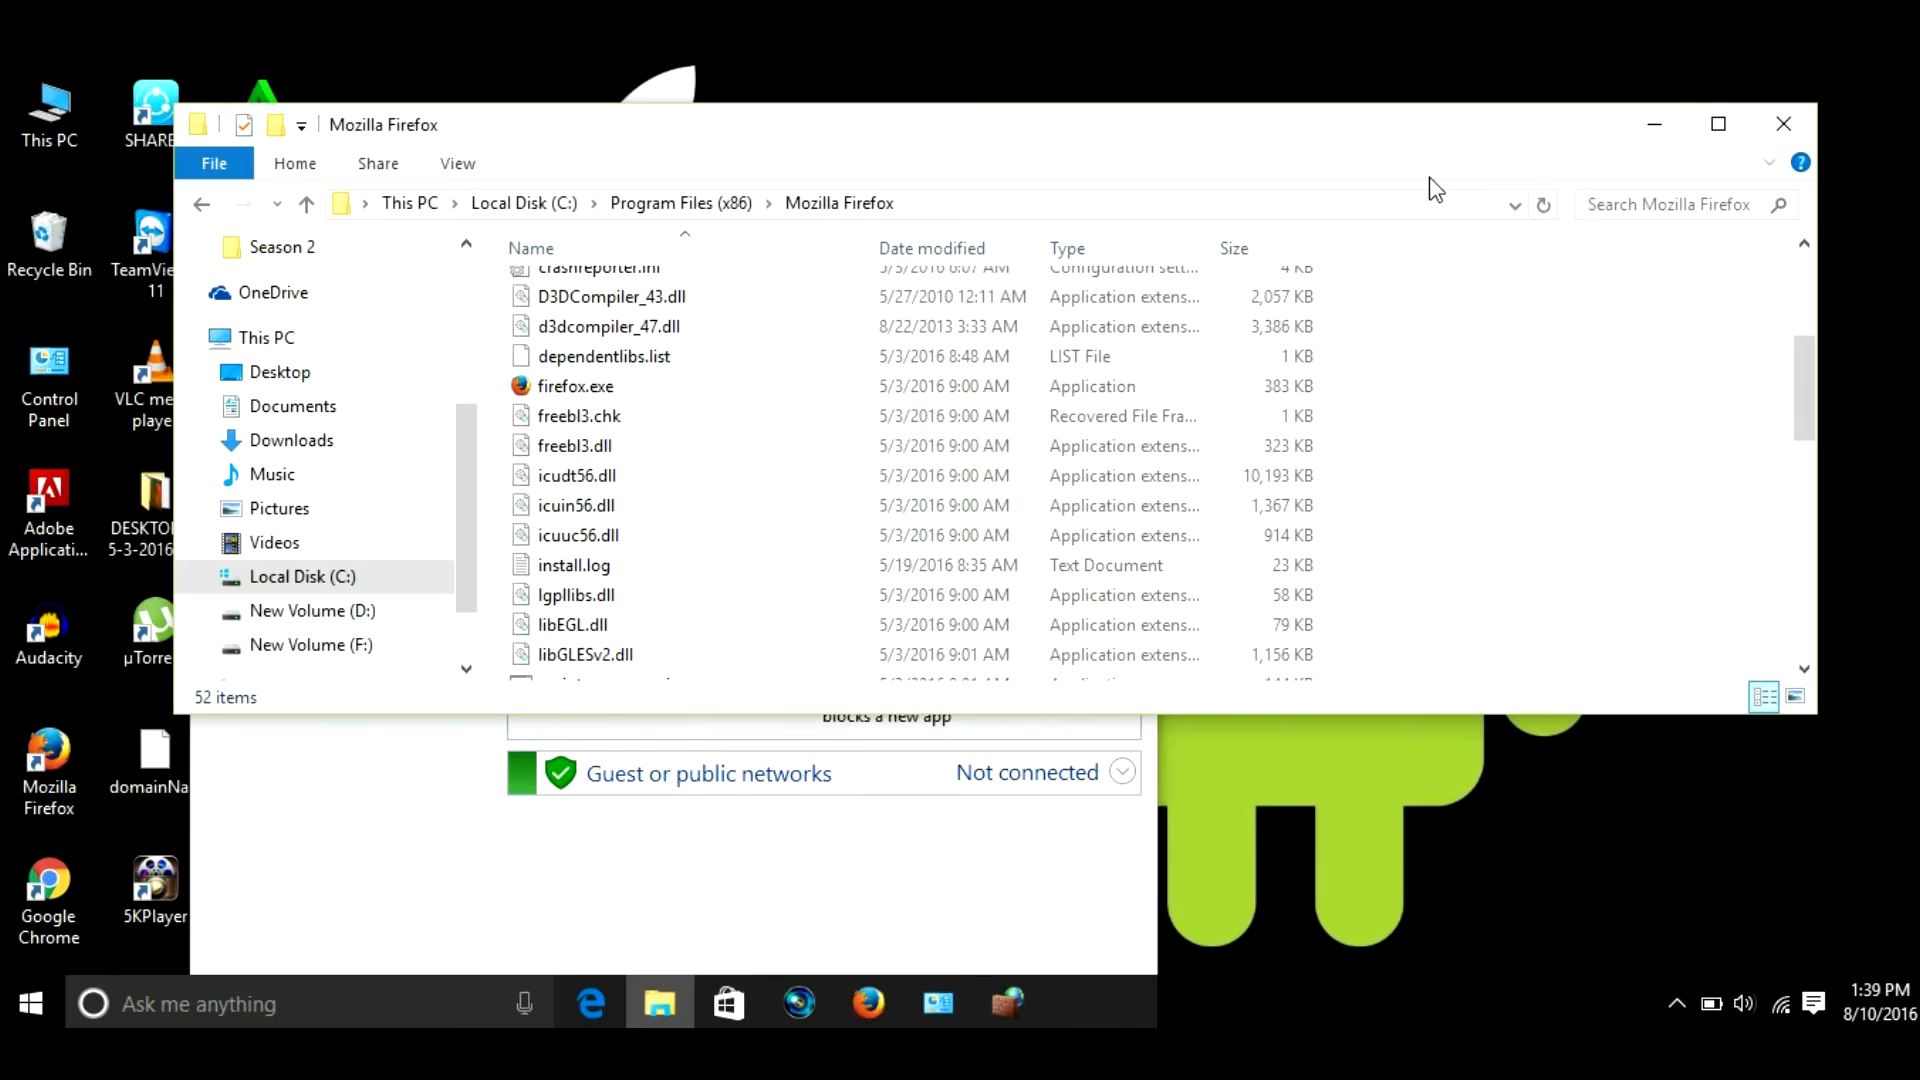 This PC
SHARE
Recycle Bin
TeamVie
11
Control
Panel
VLC me
playe
Adobe
Applicati...
DESKTO
5-3-2016
Audacity
µTorre
Mozilla
Firefox
domainNa
Google
Chrome
5KPlayer
Mozilla Firefox
File Home Share View
This PC Local Disk (C:) Program Files (x86) Mozilla Firefox
Search Mozilla Firefox
Season 2
OneDrive
This PC
Desktop
Documents
Downloads
Music
Pictures
Videos
Local Disk (C:)
New Volume (D:)
New Volume (F:)
Name Date modified Type Size
crashreporter.ini 5/3/2016 6:07 AM Configuration sett... 4 KB
D3DCompiler_43.dll 5/27/2010 12:11 AM Application extens... 2,057 KB
d3dcompiler_47.dll 8/22/2013 3:33 AM Application extens... 3,386 KB
dependentlibs.list 5/3/2016 8:48 AM LIST File 1 KB
firefox.exe 5/3/2016 9:00 AM Application 383 KB
freebl3.chk 5/3/2016 9:00 AM Recovered File Fra... 1 KB
freebl3.dll 5/3/2016 9:00 AM Application extens... 323 KB
icudt56.dll 5/3/2016 9:00 AM Application extens... 10,193 KB
icuin56.dll 5/3/2016 9:00 AM Application extens... 1,367 KB
icuuc56.dll 5/3/2016 9:00 AM Application extens... 914 KB
install.log 5/19/2016 8:35 AM Text Document 23 KB
lgpllibs.dll 5/3/2016 9:00 AM Application extens... 58 KB
libEGL.dll 5/3/2016 9:00 AM Application extens... 79 KB
libGLESv2.dll 5/3/2016 9:01 AM Application extens... 1,156 KB
52 items
blocks a new app
Guest or public networks Not connected
Ask me anything
1:39 PM
8/10/2016